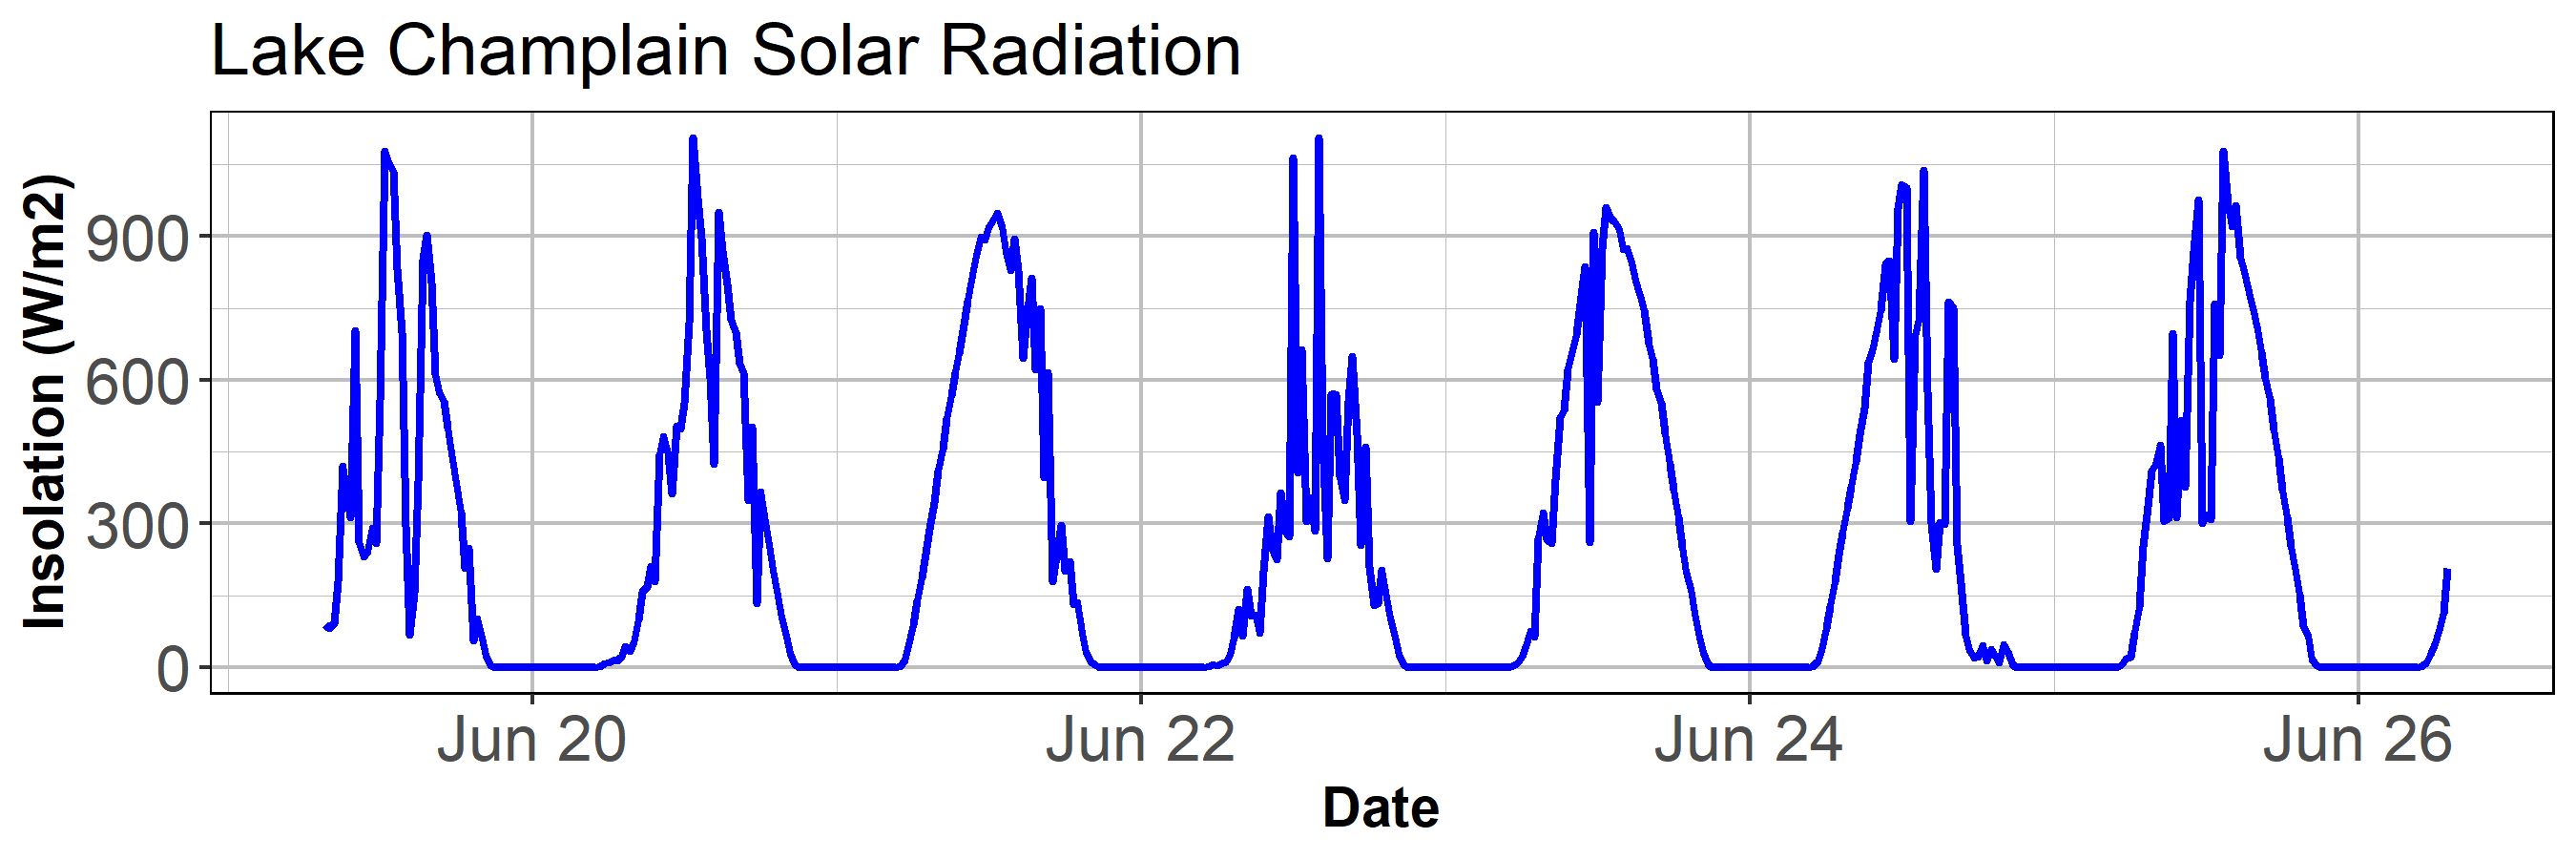 Lake Champlain Solar Radiation
Insolation (W/m2)
900
600
300
0
Jun 20 Jun 22 Jun 24 Jun 26
Date